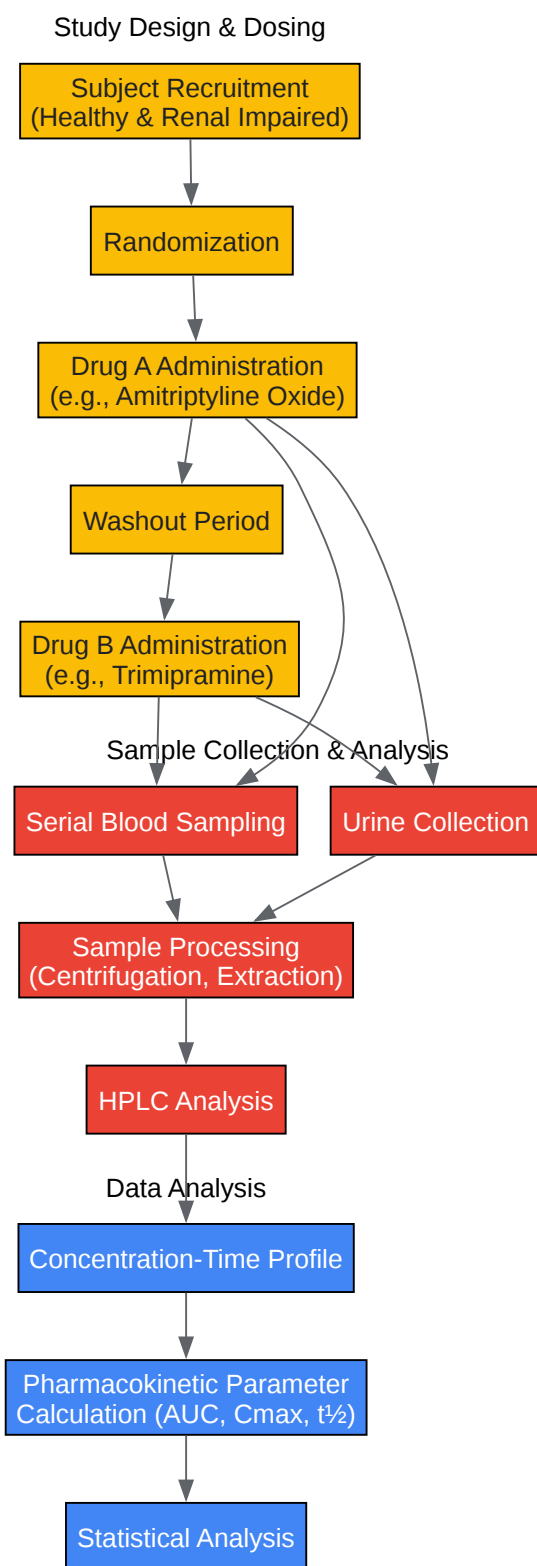 Study Design & Dosing
Subject Recruitment
(Healthy & Renal Impaired)
Randomization
Drug A Administration
(e.g., Amitriptyline Oxide)
Washout Period
Drug B Administration
(e.g., Trimipramine)
Sample Collection & Analysis
Serial Blood Sampling
Urine Collection
Sample Processing
(Centrifugation, Extraction)
HPLC Analysis
Data Analysis
Concentration-Time Profile
Pharmacokinetic Parameter
Calculation (AUC, Cmax, t½)
Statistical Analysis